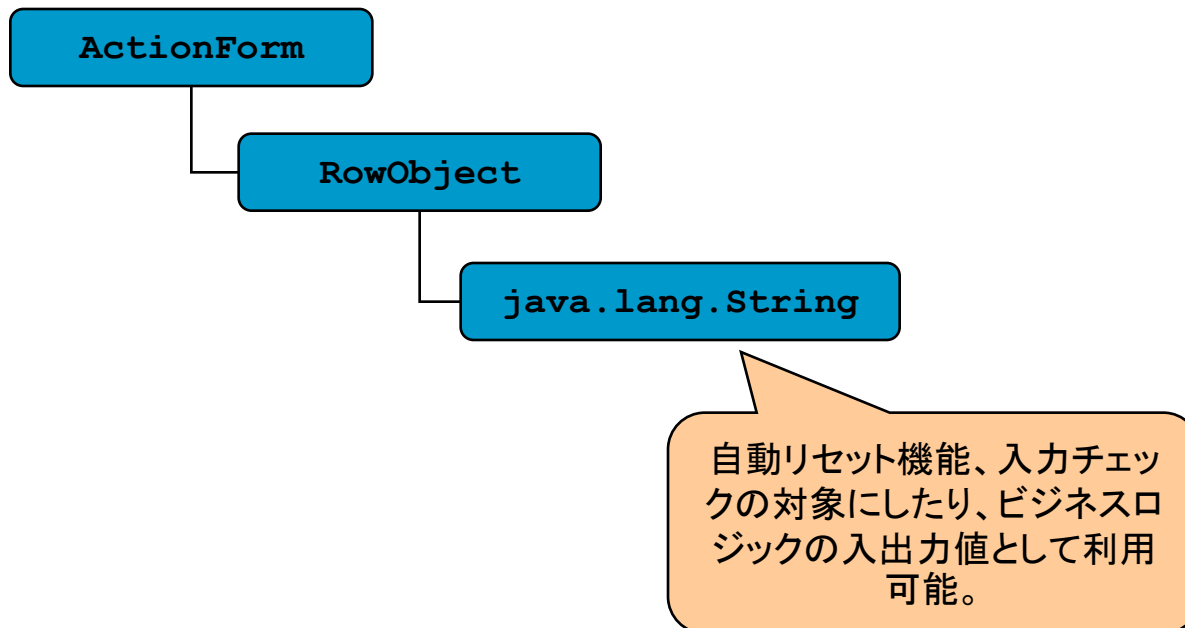 ActionForm
RowObject
java.lang.String
自動リセット機能、入力チェッ
クの対象にしたり、ビジネスロ
ジックの入出力値として利用
可能。